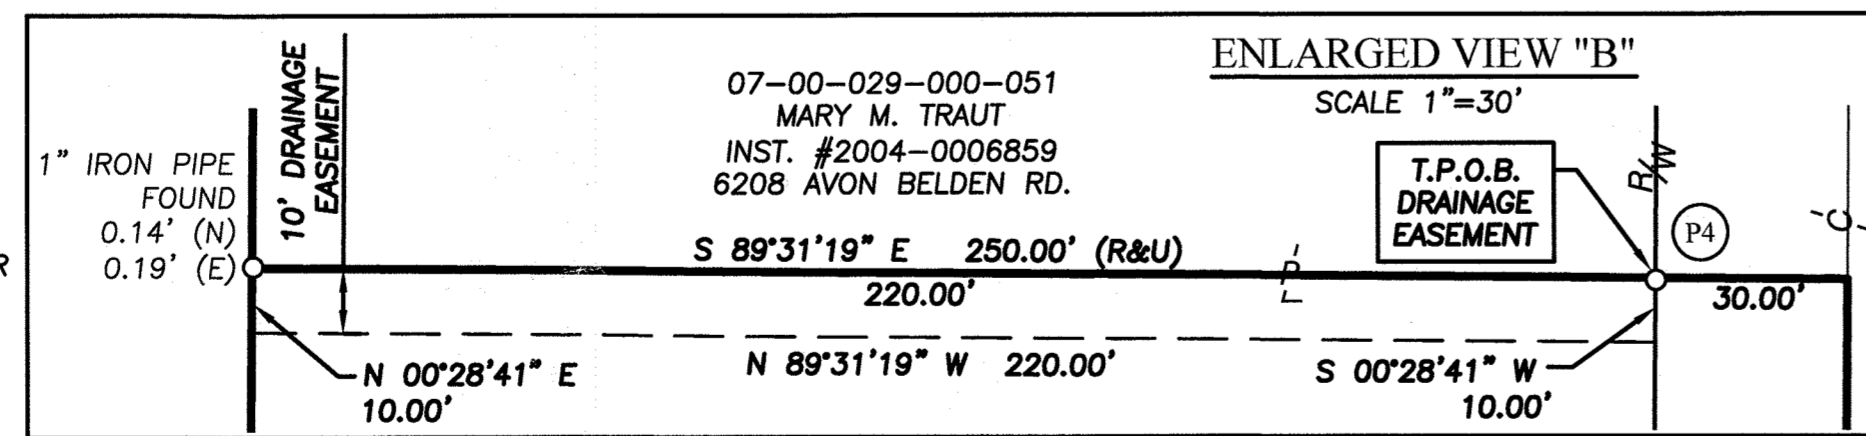 ENLARGED VIEW "B"
SCALE 1"=30'
10' DRAINAGE
EASEMENT
07-00-029-000-051
MARY M. TRAUT
INST. #2004-0006859
6208 AVON BELDEN RD.
1" IRON PIPE
FOUND
0.14' (N)
0.19' (E)
R
T.P.O.B.
DRAINAGE
EASEMENT
R/W
P4
C
S 89°31'19" E 250.00' (R&U)
P
L
220.00'
30.00'
N 89°31'19" W 220.00'
N 00°28'41" E
10.00'
S 00°28'41" W
10.00'